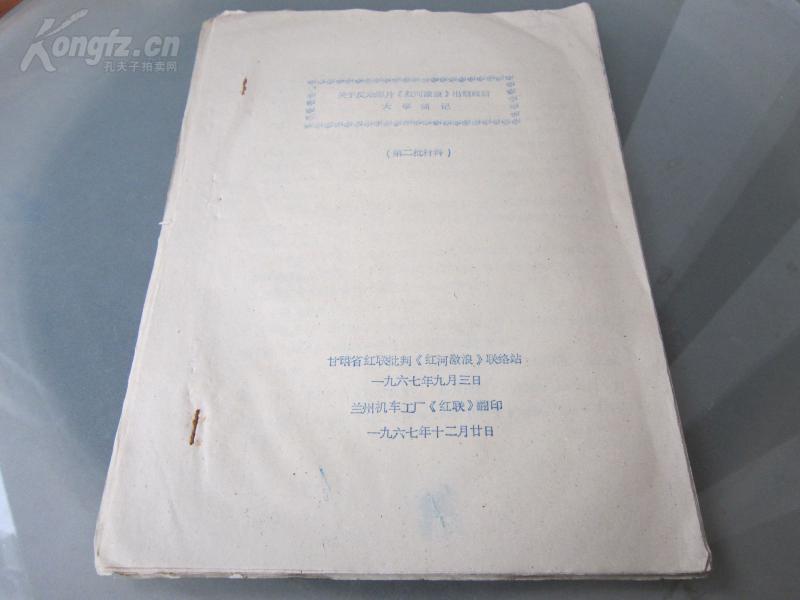 Kongfz.cn
孔夫子拍卖网
关于反动影片《红河激浪》出笼前后
大事简记
（第二批材料）
甘肃省红联批判《红河激浪》联络站
一九六七年九月三日
兰州机车工厂《红联》翻印
一九六七年十二月廿日